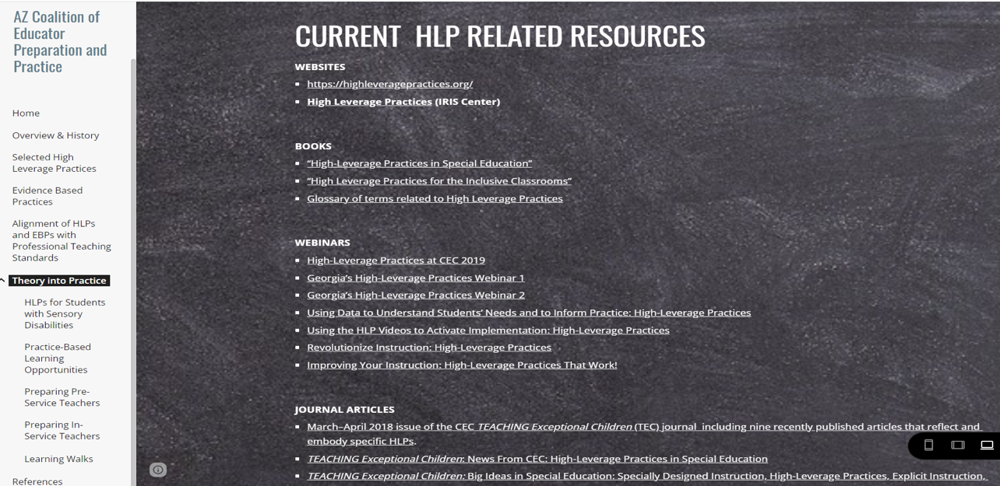 AZ Coalition of
Educator
Preparation and
Practice
Home
Overview & History
Selected High
Leverage Practices
Evidence Based
Practices
Alignment of HLPs
and EBPs with
Professional Teaching
Standards
Theory into Practice
HLPs for Students
with Sensory
Disabilities
Practice-Based
Learning
Opportunities
Preparing Pre-
Service Teachers
Preparing In-
Service Teachers
Learning Walks
References
CURRENT HLP RELATED RESOURCES
WEBSITES
https://highleveragepractices.org/
High Leverage Practices (IRIS Center)
BOOKS
“High-Leverage Practices in Special Education”
“High Leverage Practices for the Inclusive Classrooms”
Glossary of terms related to High Leverage Practices
WEBINARS
High-Leverage Practices at CEC 2019
Georgia’s High-Leverage Practices Webinar 1
Georgia’s High-Leverage Practices Webinar 2
Using Data to Understand Students’ Needs and to Inform Practice: High-Leverage Practices
Using the HLP Videos to Activate Implementation: High-Leverage Practices
Revolutionize Instruction: High-Leverage Practices
Improving Your Instruction: High-Leverage Practices That Work!
JOURNAL ARTICLES
March–April 2018 issue of the CEC TEACHING Exceptional Children (TEC) journal including nine recently published articles that reflect and
embody specific HLPs.
TEACHING Exceptional Children: News From CEC: High-Leverage Practices in Special Education
TEACHING Exceptional Children: Big Ideas in Special Education: Specially Designed Instruction, High-Leverage Practices, Explicit Instruction,